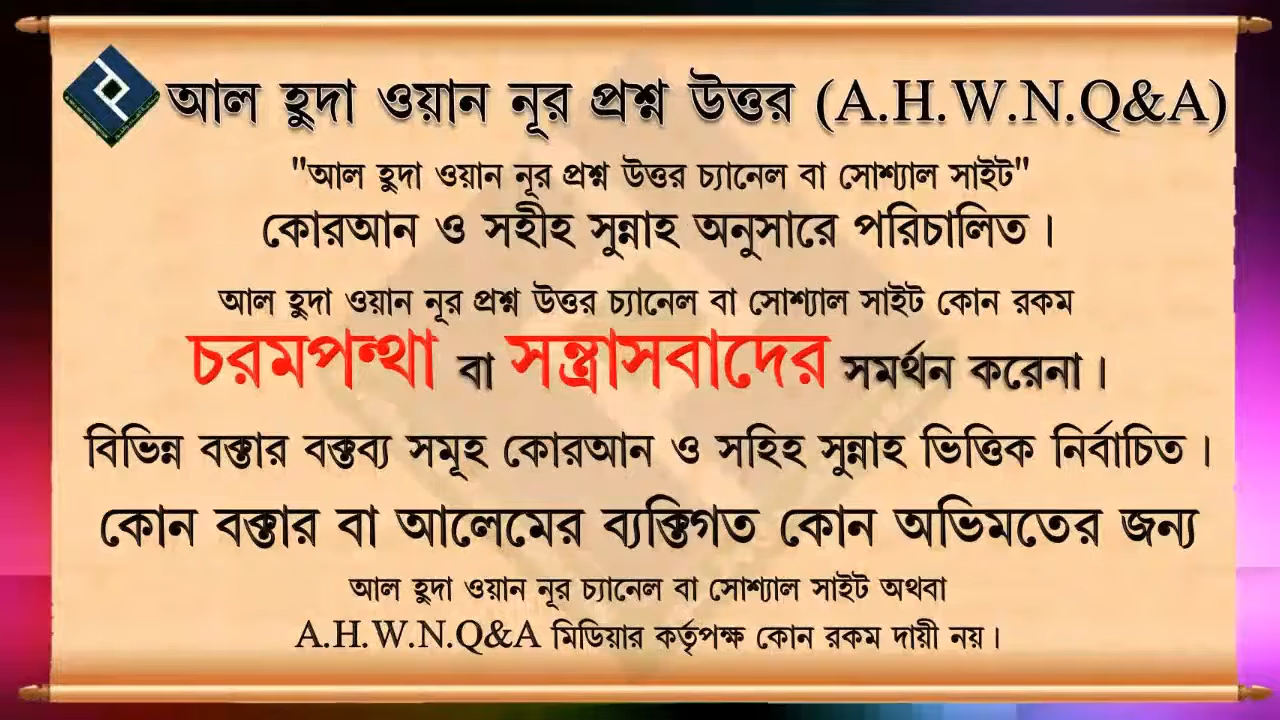 আল হুদা ওয়ান নূর প্রশ্ন উত্তর (A.H.W.N.Q&A)
"আল হুদা ওয়ান নূর প্রশ্ন উত্তর চ্যানেল বা সোশ্যাল সাইট"
কোরআন ও সহীহ সুন্নাহ অনুসারে পরিচালিত।
আল হুদা ওয়ান নূর প্রশ্ন উত্তর চ্যানেল বা সোশ্যাল সাইট কোন রকম
চরমপন্থা বা সন্ত্রাসবাদের সমর্থন করেনা।
বিভিন্ন বক্তার বক্তব্য সমূহ কোরআন ও সহিহ সুন্নাহ ভিত্তিক নির্বাচিত।
কোন বক্তার বা আলেমের ব্যক্তিগত কোন অভিমতের জন্য
আল হুদা ওয়ান নূর চ্যানেল বা সোশ্যাল সাইট অথবা
A.H.W.N.Q&A মিডিয়ার কর্তৃপক্ষ কোন রকম দায়ী নয়।